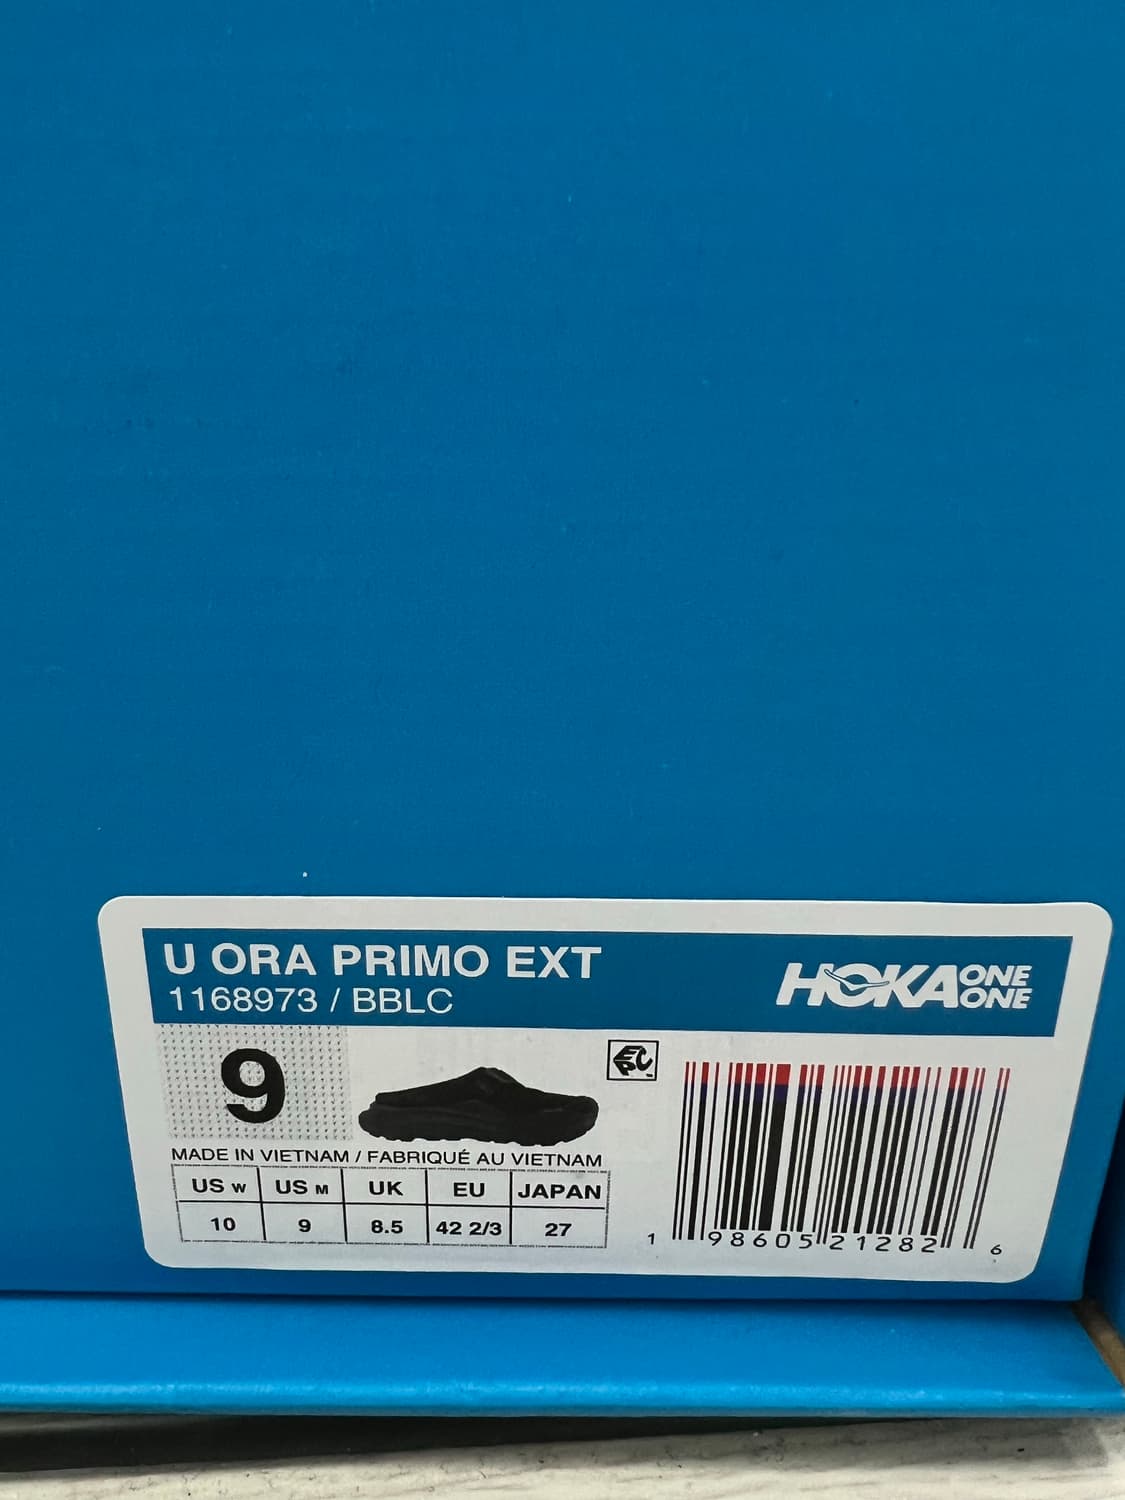 U ORA PRIMO EXT
1168973 / BBLC
HOKA ONE ONE
9
EPC
MADE IN VIETNAM / FABRIQUÉ AU VIETNAM
US W US M UK EU JAPAN
10 9 8.5 42 2/3 27
1 98605 21282 6